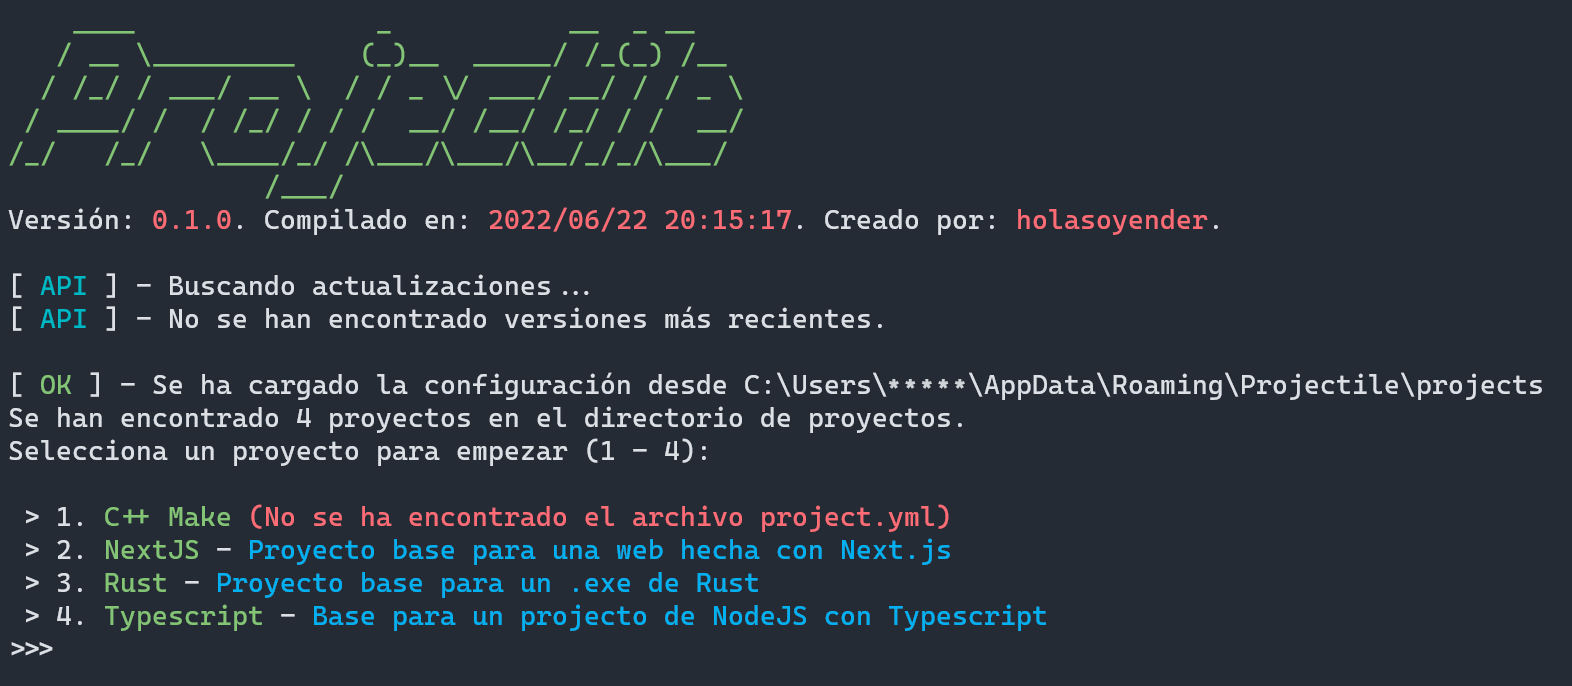 Projectile
Versión: 0.1.0. Compilado en: 2022/06/22 20:15:17. Creado por: holasoyender.
[ API ] - Buscando actualizaciones...
[ API ] - No se han encontrado versiones más recientes.
[ OK ] - Se ha cargado la configuración desde C:\Users\*****\AppData\Roaming\Projectile\projects
Se han encontrado 4 proyectos en el directorio de proyectos.
Selecciona un proyecto para empezar (1 - 4):
> 1. C++ Make (No se ha encontrado el archivo project.yml)
> 2. NextJS - Proyecto base para una web hecha con Next.js
> 3. Rust - Proyecto base para un .exe de Rust
> 4. Typescript - Base para un projecto de NodeJS con Typescript
>>>